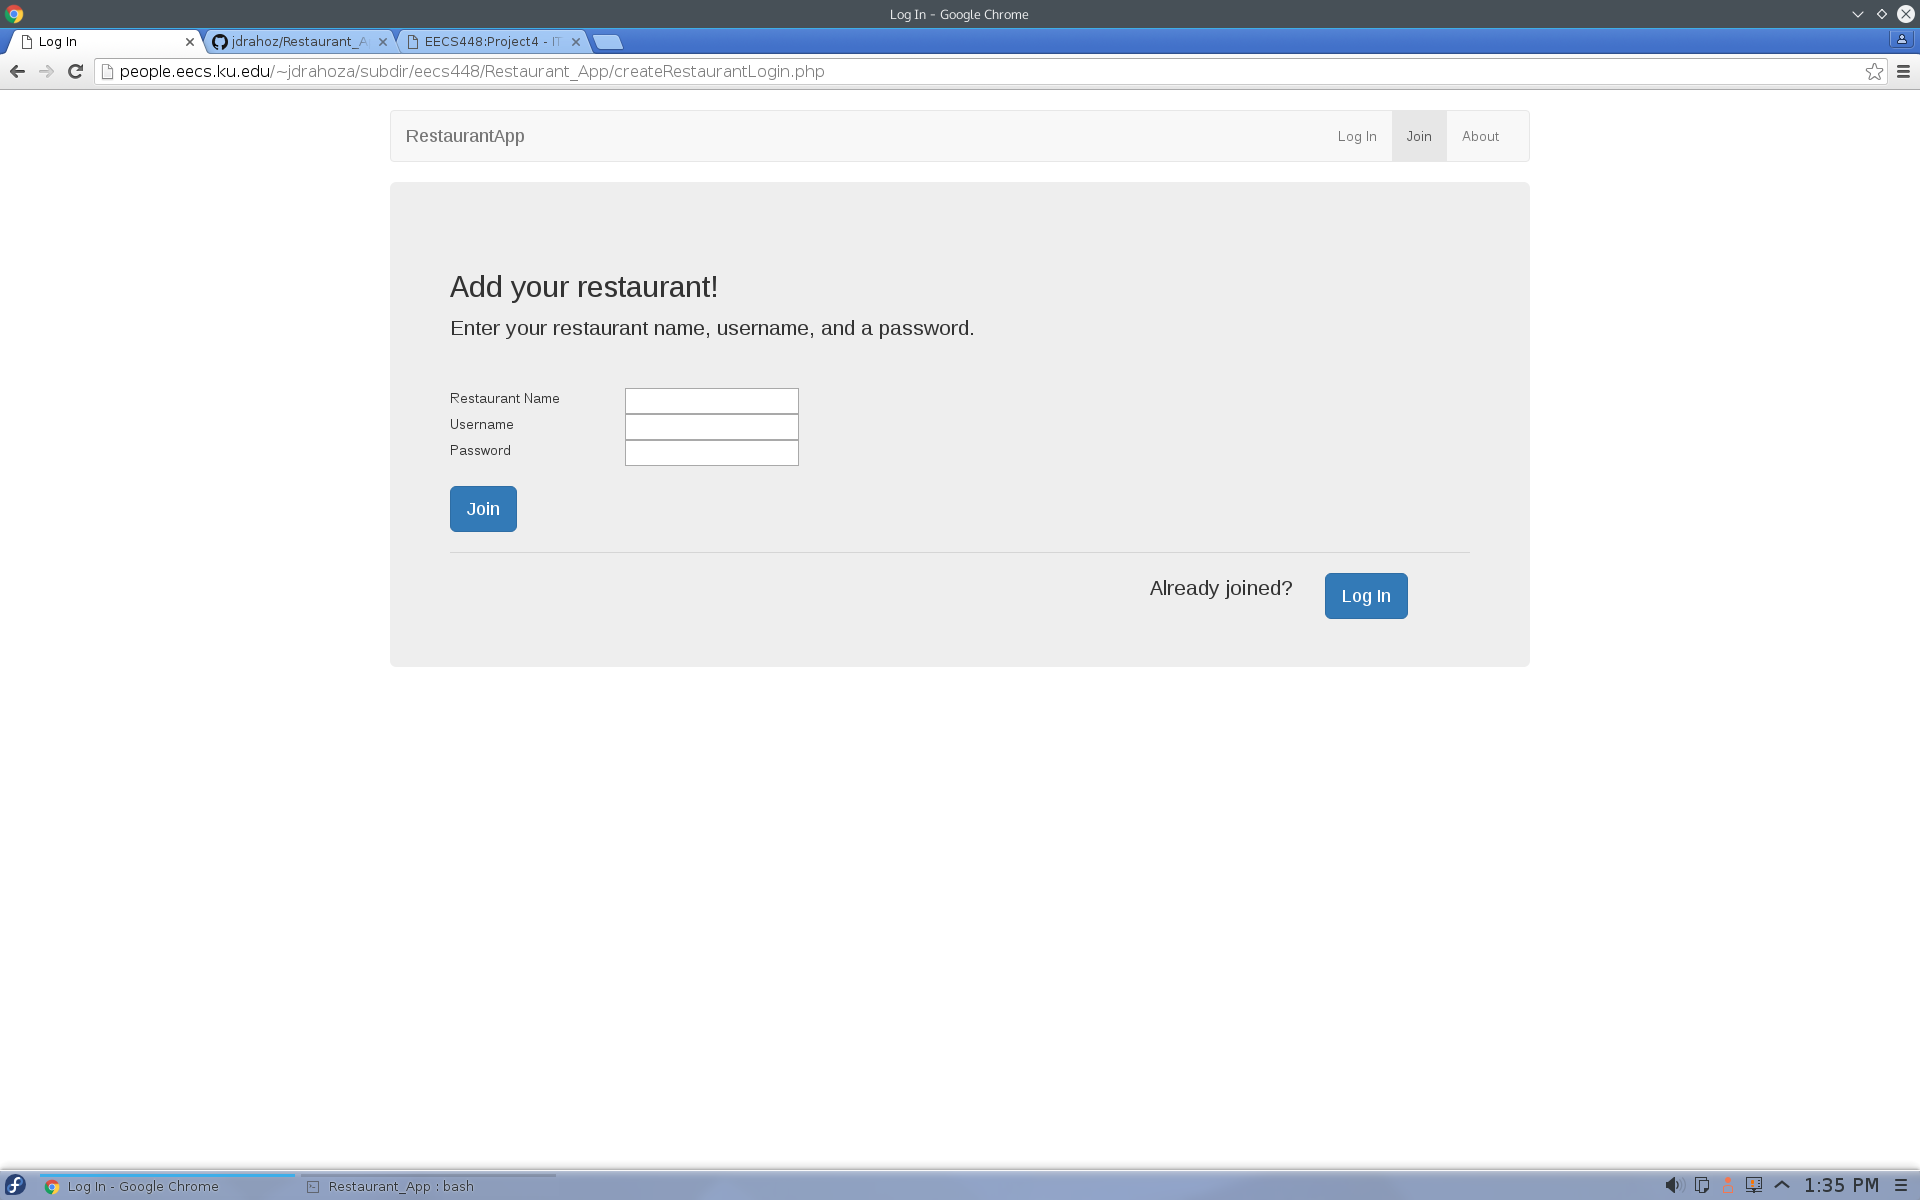 Log In - Google Chrome
Log In
jdrahoz/Restaurant_A
EECS448:Project4 - IT
people.eecs.ku.edu/~jdrahoza/subdir/eecs448/Restaurant_App/createRestaurantLogin.php
RestaurantApp
Log In
Join
About
Add your restaurant!
Enter your restaurant name, username, and a password.
Restaurant Name
Username
Password
Join
Already joined?
Log In
Log In - Google Chrome
Restaurant_App : bash
1:35 PM